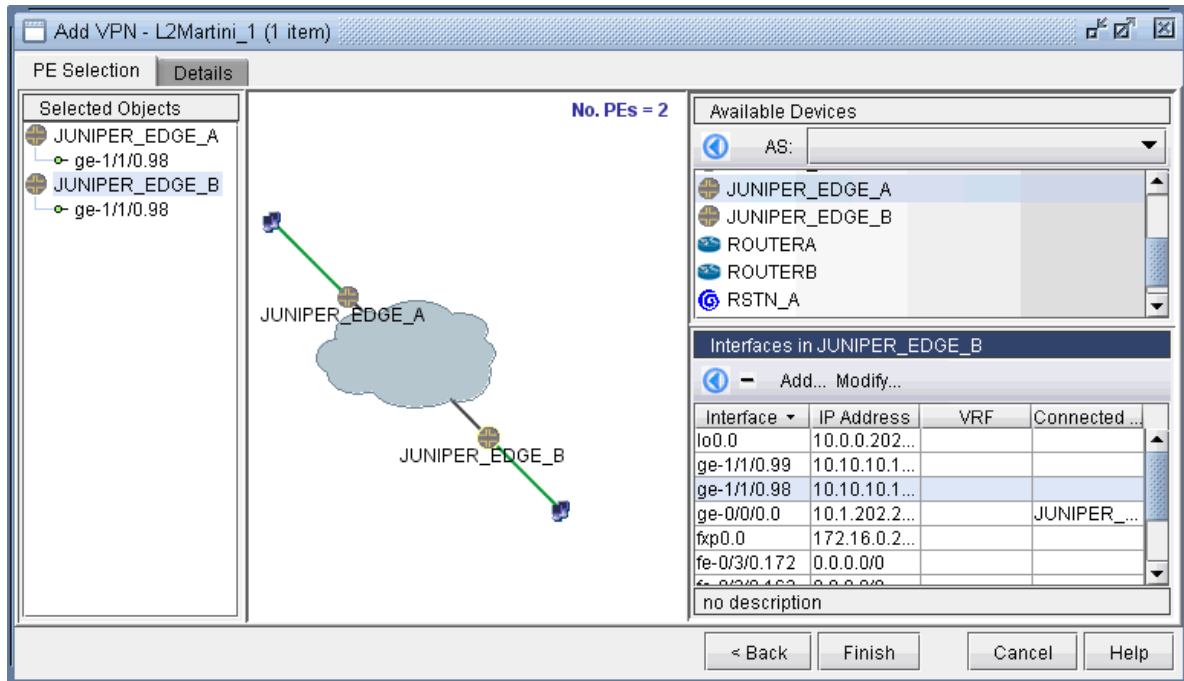 Add VPN - L2Martini_1 (1 item)
PE Selection
Details
Selected Objects
JUNIPER_EDGE_A
ge-1/1/0.98
JUNIPER_EDGE_B
ge-1/1/0.98
No. PEs = 2
JUNIPER_EDGE_A
JUNIPER_EDGE_B
Available Devices
AS:
JUNIPER_EDGE_A
JUNIPER_EDGE_B
ROUTERA
ROUTERB
RSTN_A
Interfaces in JUNIPER_EDGE_B
Add... Modify...
Interface IP Address VRF Connected ...
lo0.0 10.0.0.202...
ge-1/1/0.99 10.10.10.1...
ge-1/1/0.98 10.10.10.1...
ge-0/0/0.0 10.1.202.2... JUNIPER_...
fxp0.0 172.16.0.2...
fe-0/3/0.172 0.0.0.0/0
no description
< Back Finish Cancel Help